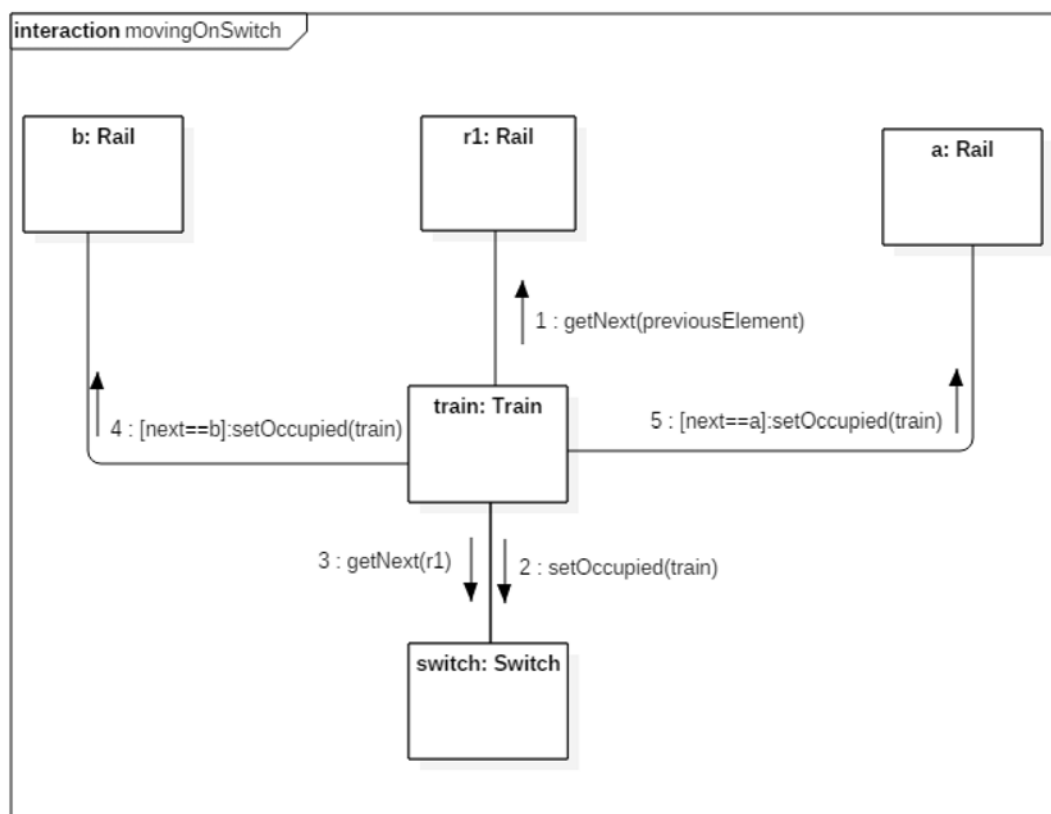 interaction movingOnSwitch
b: Rail
r1: Rail
a: Rail
1 : getNext(previousElement)
train: Train
4 : [next==b]:setOccupied(train)
5 : [next==a]:setOccupied(train)
3 : getNext(r1)
2 : setOccupied(train)
switch: Switch